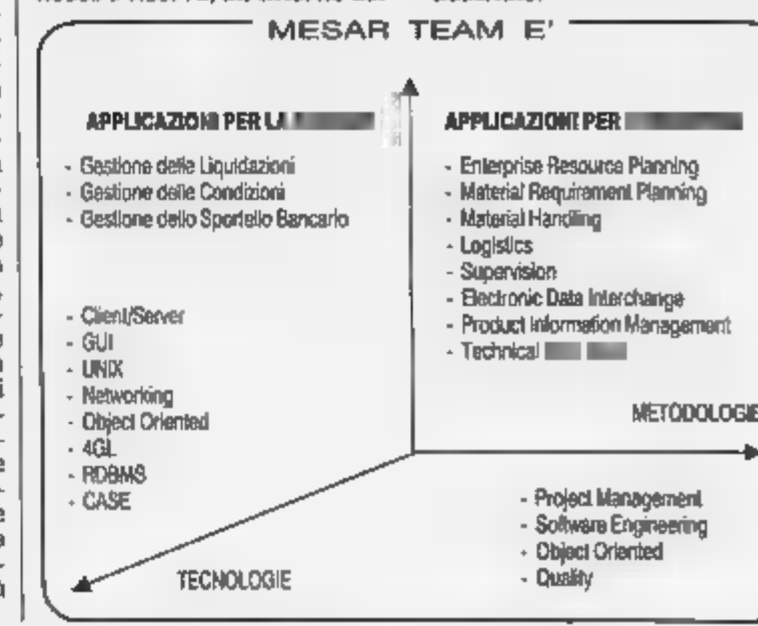 MESAR TEAM E'
APPLICAZIONI PER LA
- Gestione delle Liquidazioni
- Gestione delle Condizioni
- Gestione dello Sportello Bancario
- Client/Server
- GUI
- UNIX
- Networking
- Object Oriented
- 4GL
- RDBMS
- CASE
TECNOLOGIE
APPLICAZIONI PER
- Enterprise Resource Planning
- Material Requirement Planning
- Material Handling
- Logistics
- Supervision
- Electronic Data Interchange
- Product Information Management
- Technical
METODOLOGIE
- Project Management
- Software Engineering
- Object Oriented
- Quality